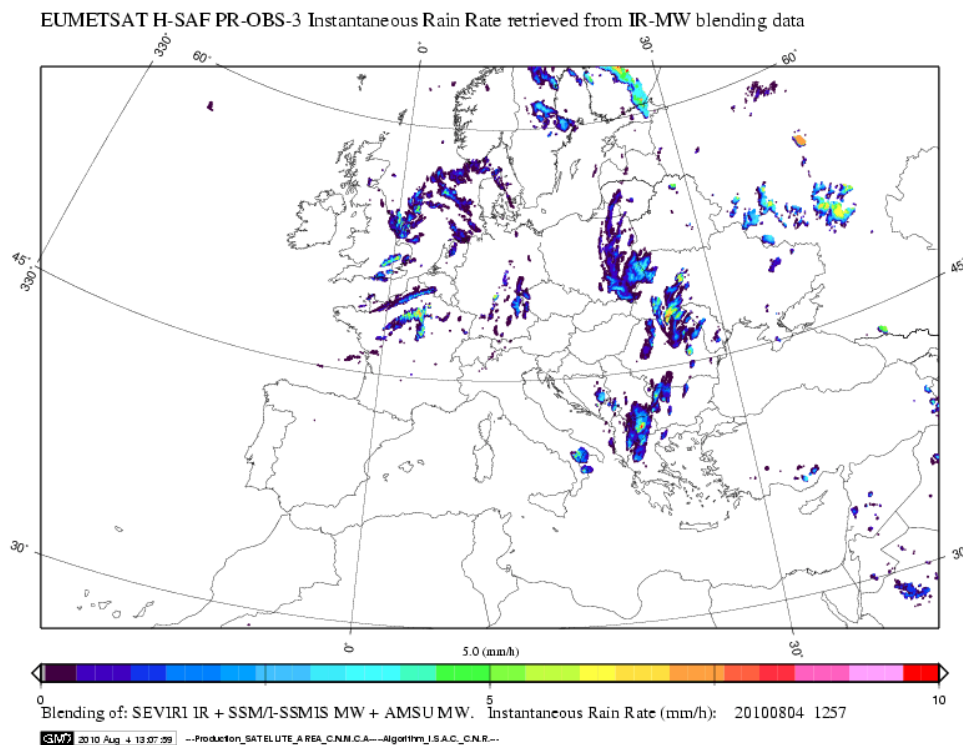 EUMETSAT H-SAF PR-OBS-3 Instantaneous Rain Rate retrieved from IR-MW blending data
330° 60° 0° 30° 60°
45° 330° 45°
30° 30°
0 5.0 (mm/h) 30°
0 5 10
Blending of: SEVIRI IR + SSM/I-SSMIS MW + AMSU MW. Instantaneous Rain Rate (mm/h): 20100804 1257
GMD 2010 Aug 4 13:07:59 ---Production_SATELLITE_AREA_C.N.M.C.A----Algorithm_I.S.A.C._C.N.R.---